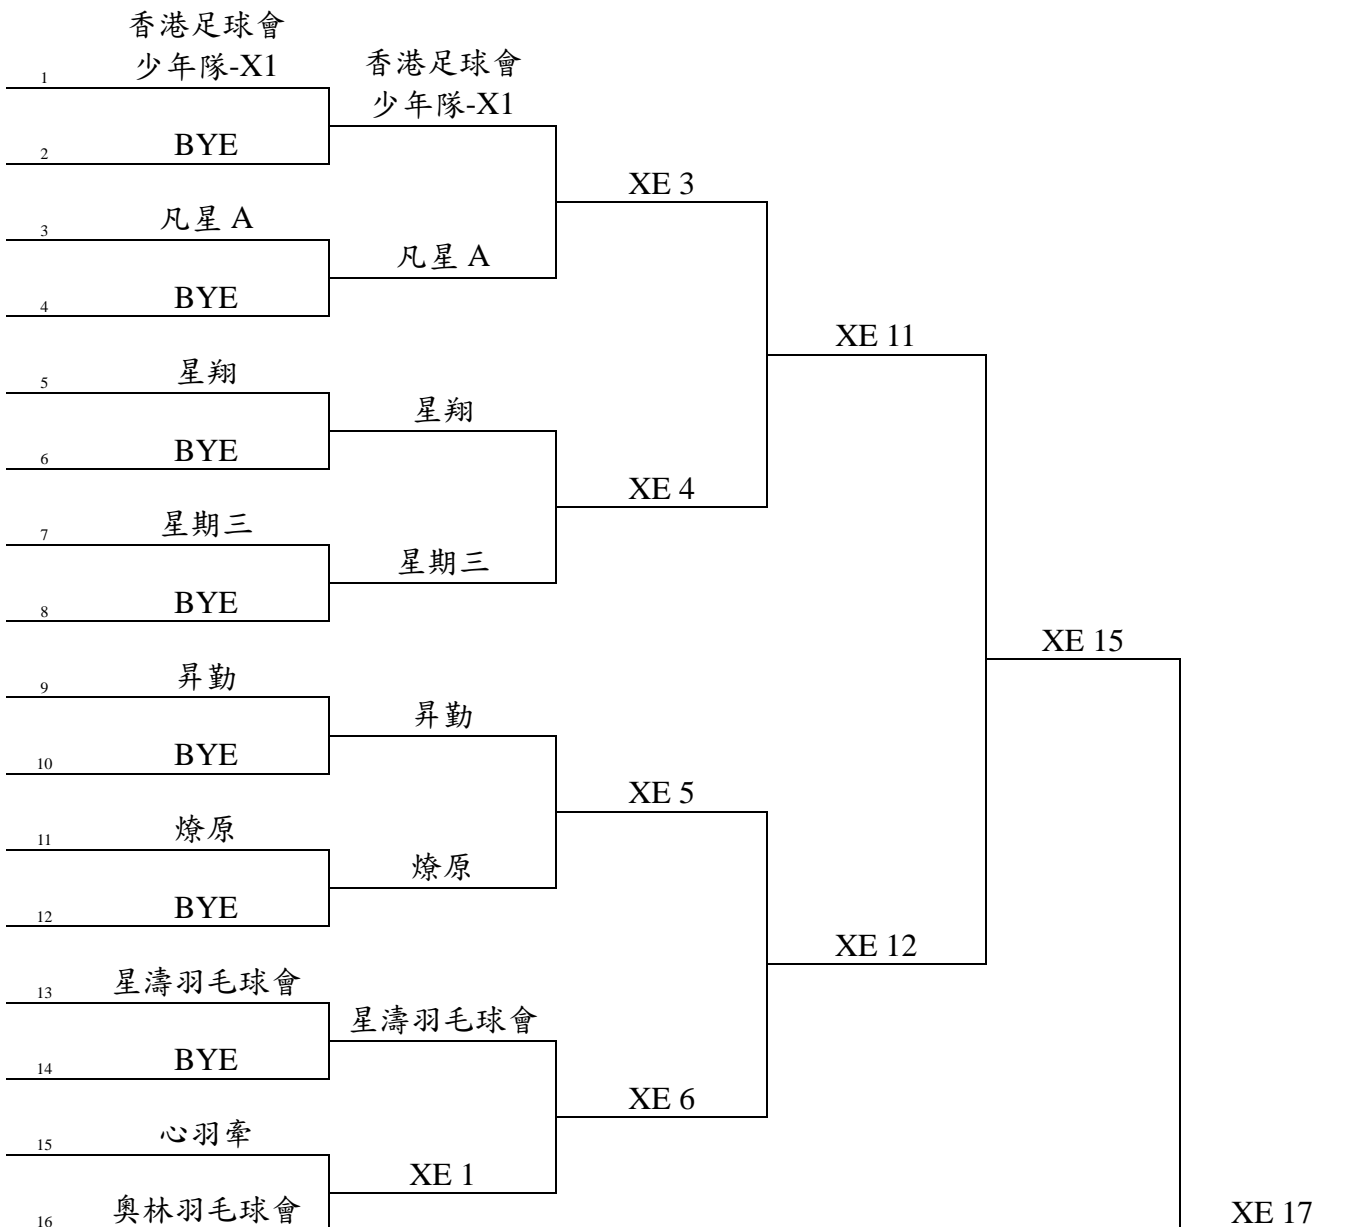 香港足球會
少年隊-X1
1
BYE
2
凡星 A
3
BYE
4
星翔
5
BYE
6
星期三
7
BYE
8
昇勤
9
BYE
10
燎原
11
BYE
12
星濤羽毛球會
13
BYE
14
心羽牽
15
奧林羽毛球會
16
香港足球會
少年隊-X1
凡星 A
星翔
星期三
昇勤
燎原
星濤羽毛球會
XE 1
XE 3
XE 4
XE 5
XE 6
XE 11
XE 12
XE 15
XE 17